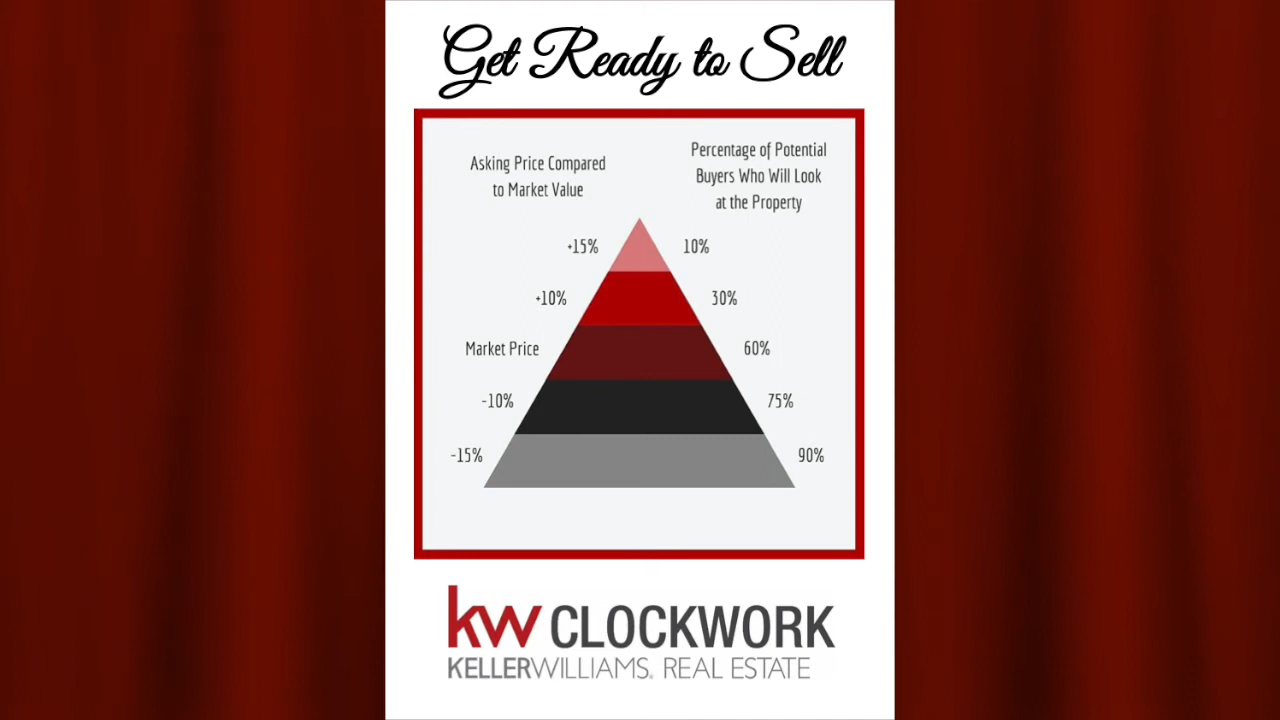 Get Ready to Sell
Asking Price Compared
to Market Value
Percentage of Potential
Buyers Who Will Look
at the Property
+15% 10%
+10% 30%
Market Price 60%
-10% 75%
-15% 90%
kw CLOCKWORK
KELLERWILLIAMS. REAL ESTATE